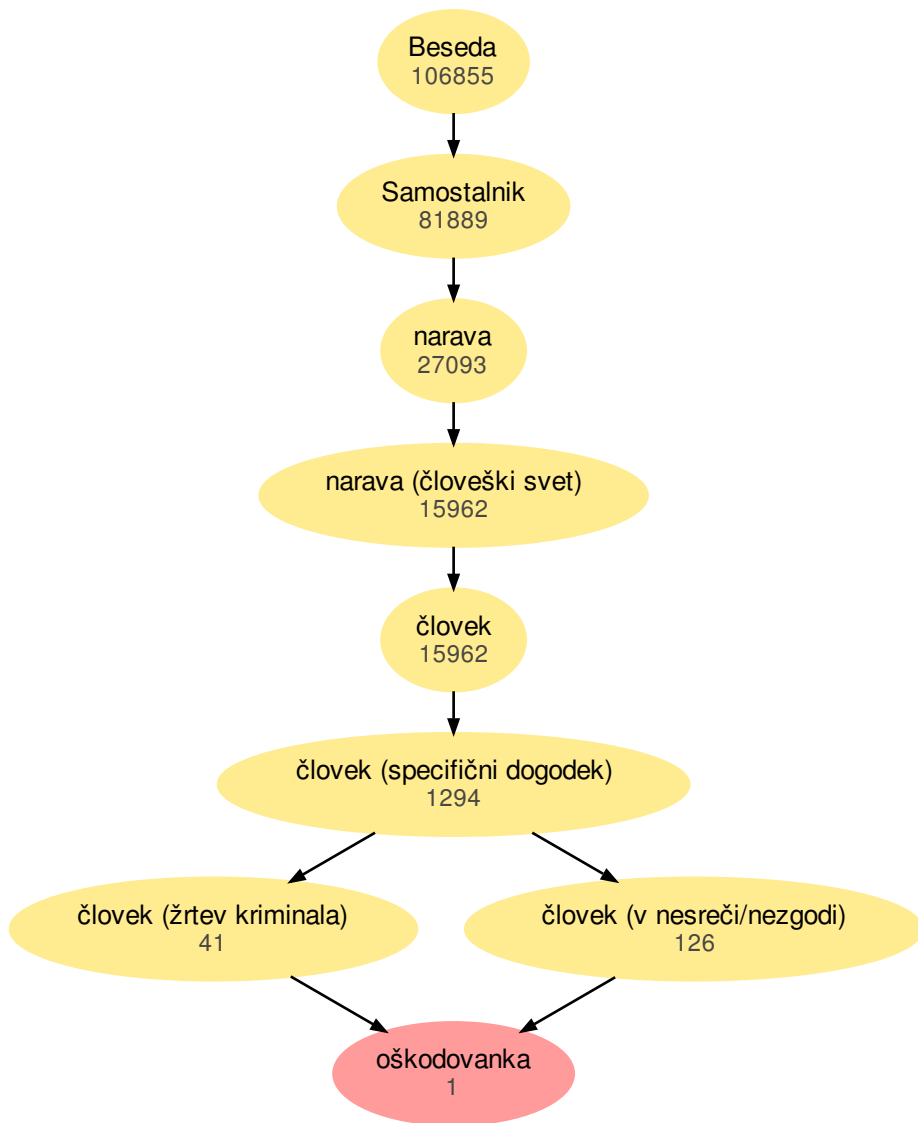 Beseda
106855
Samostalnik
81889
narava
27093
narava (človeški svet)
15962
človek
15962
človek (specifični dogodek)
1294
človek (žrtev kriminala)
41
človek (v nesreči/nezgodi)
126
oškodovanka
1